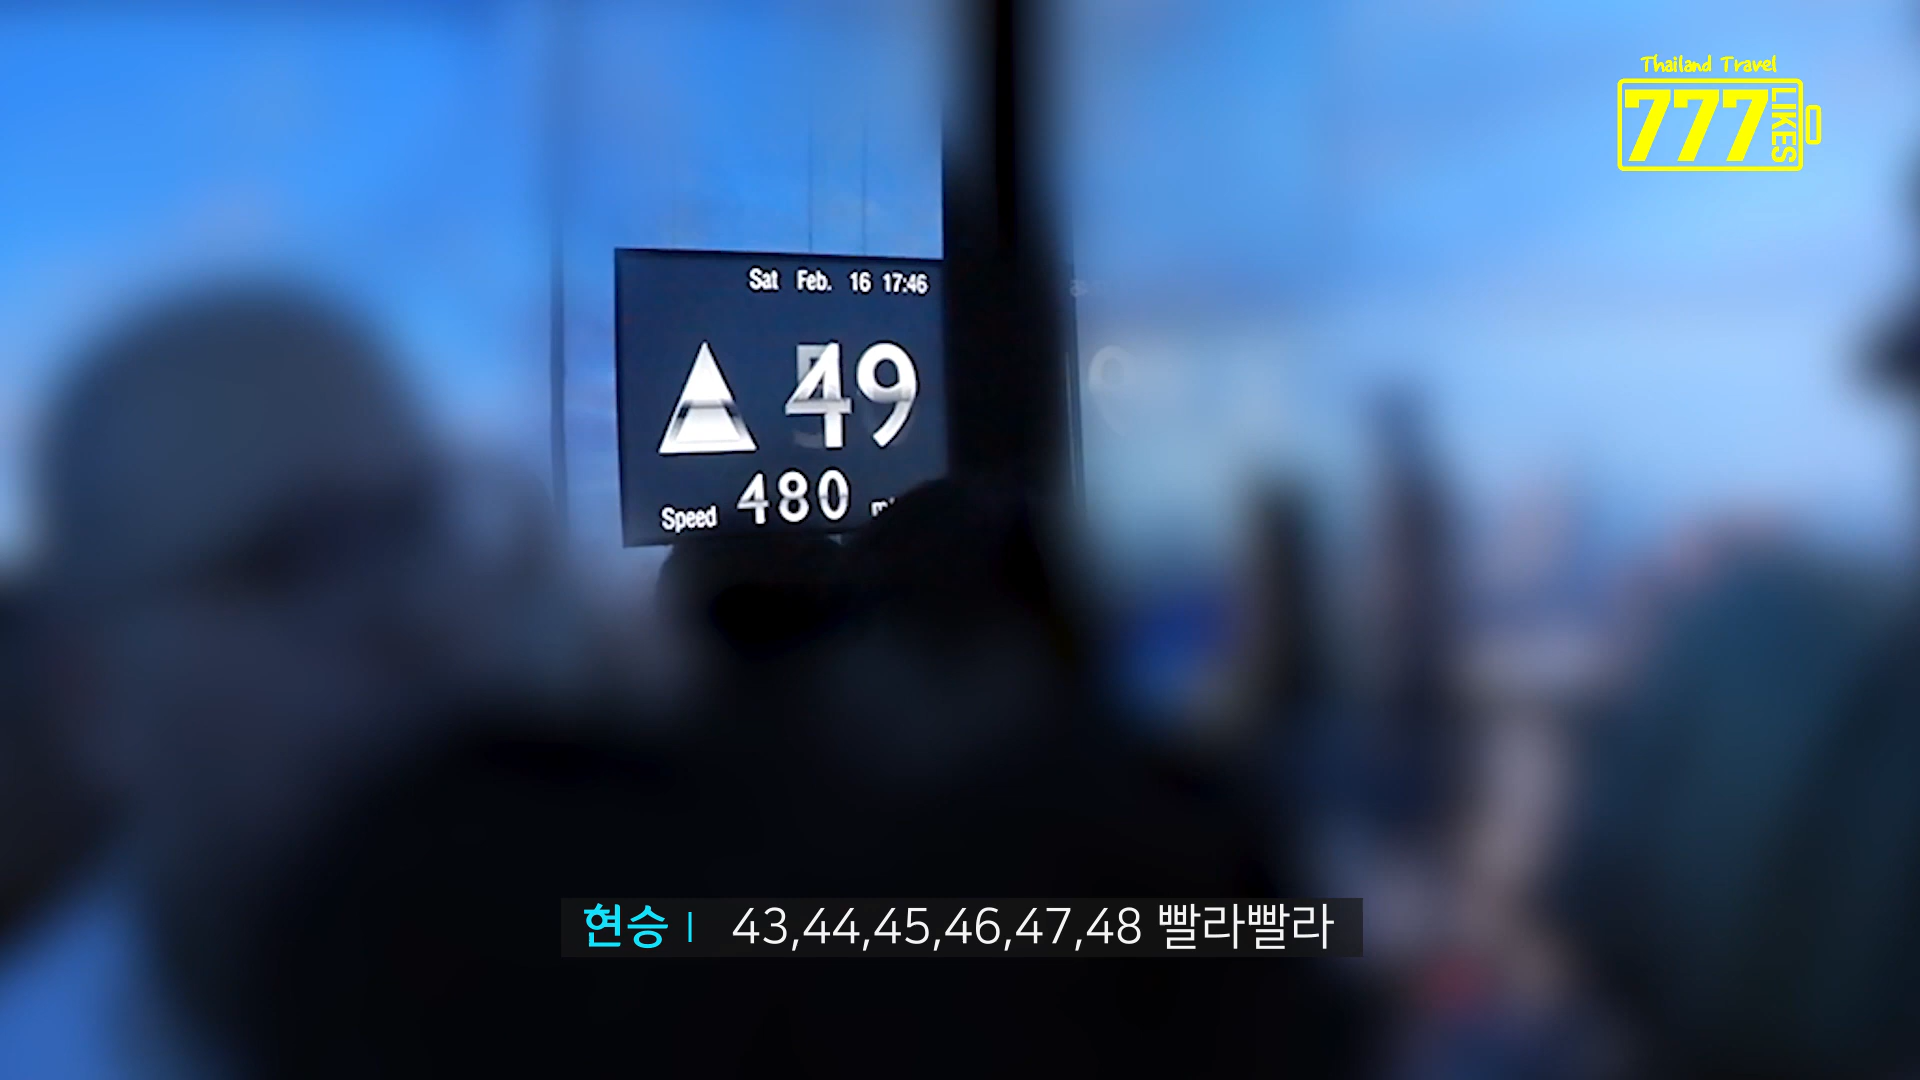 Thailand Travel
777 LIKES
Sat Feb. 16 17:46
49
Speed 480
현승 | 43,44,45,46,47,48 빨라빨라